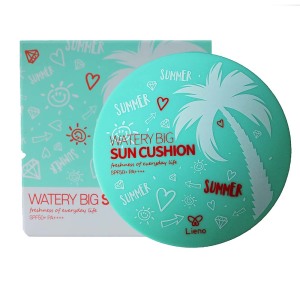 SUMMER
SUMMER
SUMMER
WATERY BIG
SUN CUSHION
freshness of everyday life
SPF50+ PA++++
SUMMER
Liena
WATERY BIG S
freshness of everyday life
SPF50+ PA++++